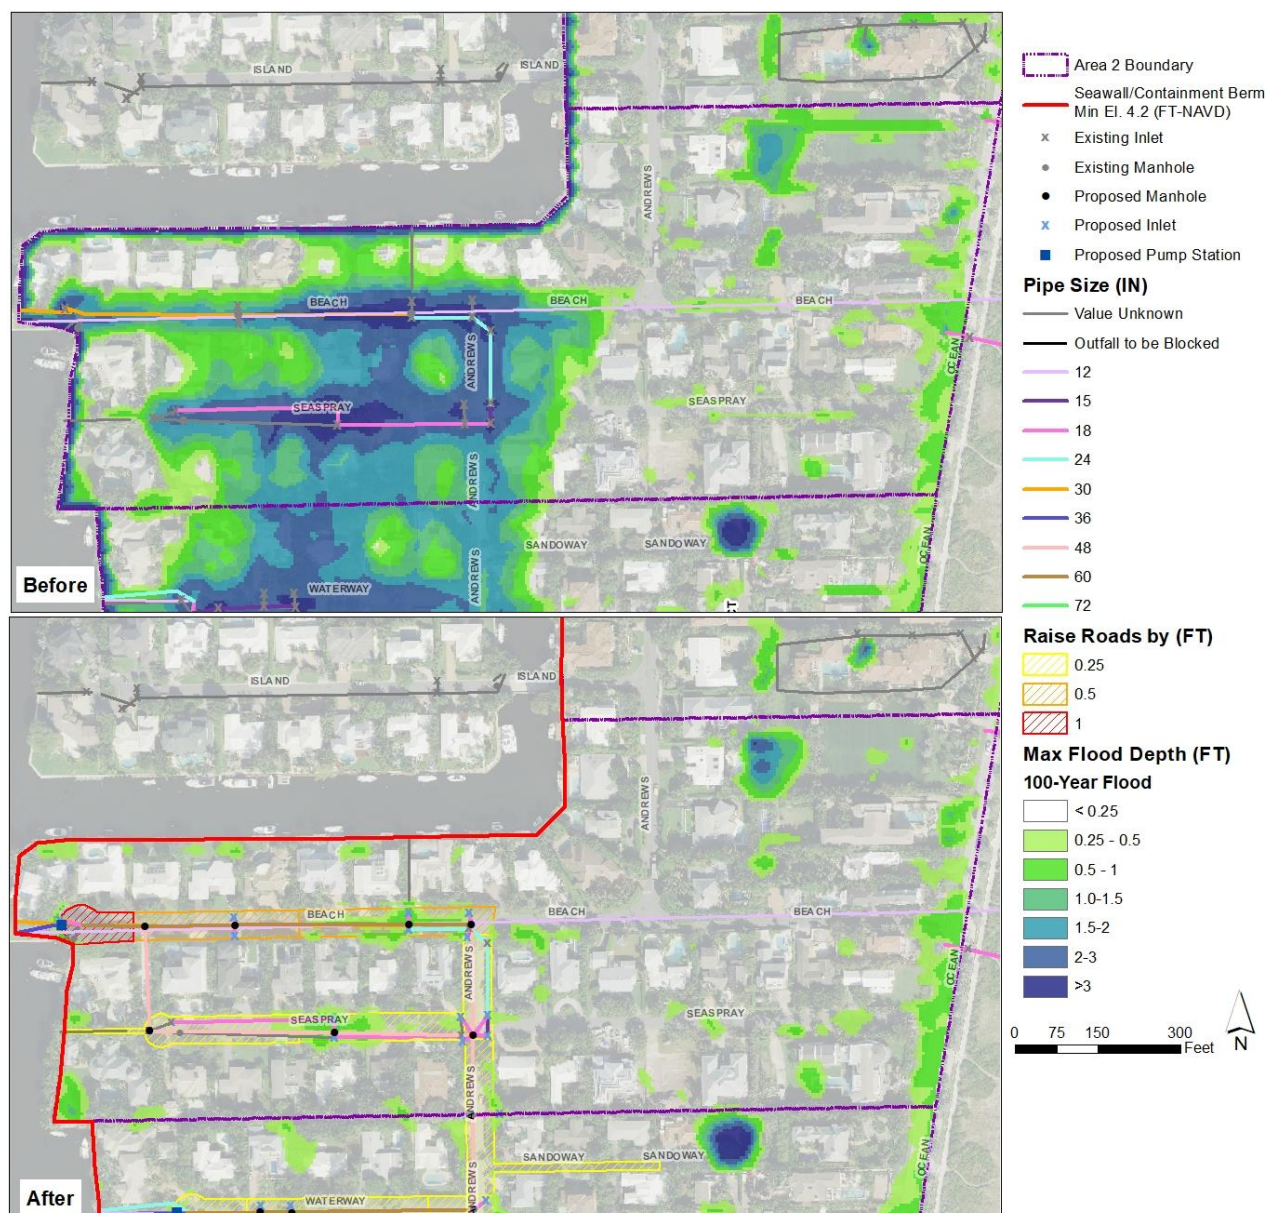 ISLAND
ISLAND
ANDREWS
BEACH
BEACH
BEACH
ANDREWS
OCEAN
SEASPRAY
SEASPRAY
ANDREWS
SANDOWAY
SANDOWAY
OCEAN
ANDREWS
WATERWAY
Before
CT
ISLAND
ISLAND
ANDREWS
BEACH
BEACH
BEACH
ANDREWS
OCEAN
SEASPRAY
SEASPRAY
ANDREWS
SANDOWAY
SANDOWAY
OCEAN
ANDREWS
WATERWAY
After
Area 2 Boundary
Seawall/Containment Berm
Min El. 4.2 (FT-NAVD)
Existing Inlet
Existing Manhole
Proposed Manhole
Proposed Inlet
Proposed Pump Station
Pipe Size (IN)
Value Unknown
Outfall to be Blocked
12
15
18
24
30
36
48
60
72
Raise Roads by (FT)
0.25
0.5
1
Max Flood Depth (FT)
100-Year Flood
< 0.25
0.25 - 0.5
0.5 - 1
1.0-1.5
1.5-2
2-3
>3
0 75 150 300
Feet
N